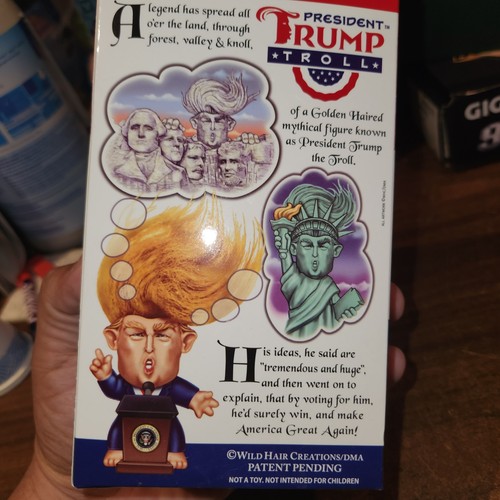 A legend has spread all
o'er the land, through
forest, valley & knoll,
PRESIDENT™
TRUMP
TROLL
of a Golden Haired
mythical figure known
as President Trump
the Troll.
GIO
His ideas, he said are
"tremendous and huge",
and then went on to
explain, that by voting for him,
he'd surely win, and make
America Great Again!
©WILD HAIR CREATIONS/DMA
PATENT PENDING
NOT A TOY. NOT INTENDED FOR CHILDREN